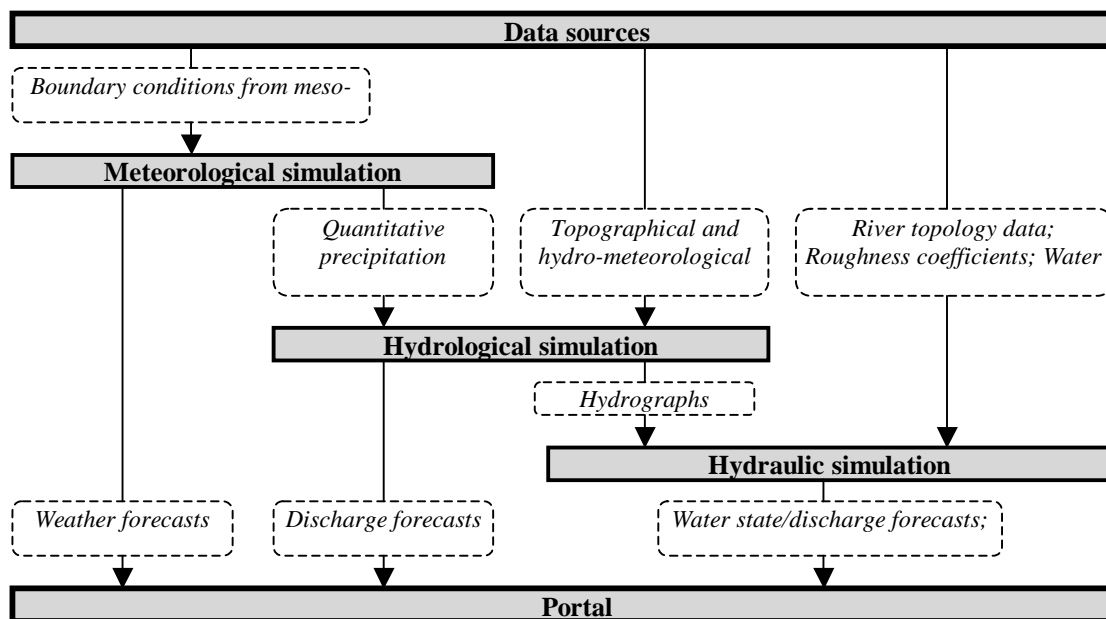 Data sources
Boundary conditions from meso-
Meteorological simulation
Quantitative
precipitation
Topographical and
hydro-meteorological
River topology data;
Roughness coefficients; Water
Hydrological simulation
Hydrographs
Hydraulic simulation
Weather forecasts
Discharge forecasts
Water state/discharge forecasts;
Portal